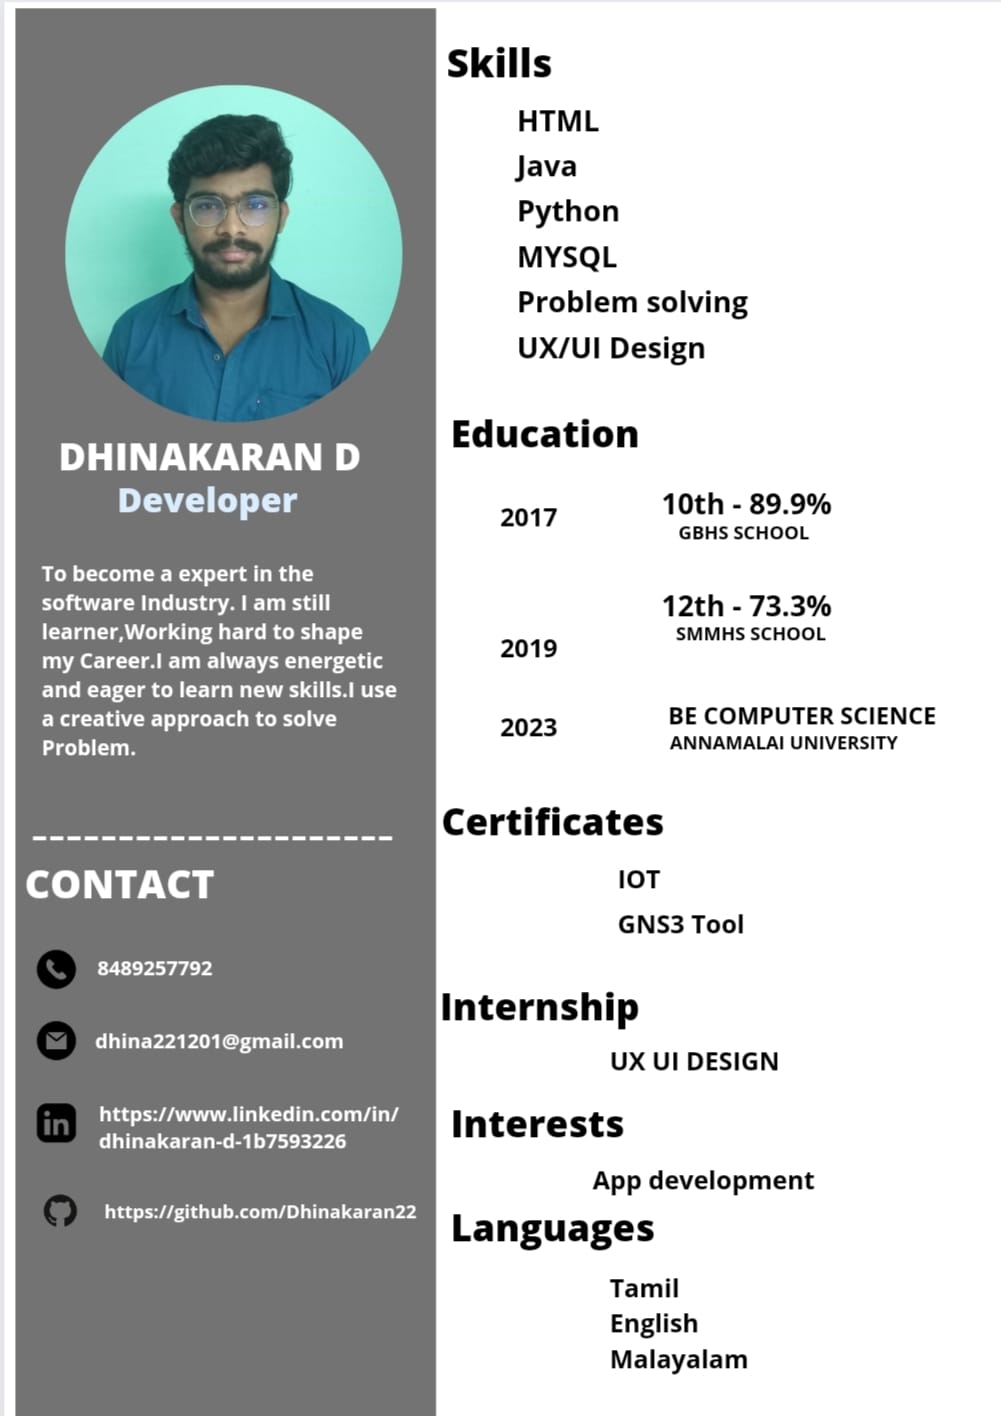 DHINAKARAN D
Developer
To become a expert in the
software Industry. I am still
learner,Working hard to shape
my Career.I am always energetic
and eager to learn new skills.I use
a creative approach to solve
Problem.
CONTACT
8489257792
dhina221201@gmail.com
https://www.linkedin.com/in/
dhinakaran-d-1b7593226
https://github.com/Dhinakaran22
Skills
HTML
Java
Python
MYSQL
Problem solving
UX/UI Design
Education
2017
10th - 89.9%
GBHS SCHOOL
12th - 73.3%
SMMHS SCHOOL
2019
2023
BE COMPUTER SCIENCE
ANNAMALAI UNIVERSITY
Certificates
IOT
GNS3 Tool
Internship
UX UI DESIGN
Interests
App development
Languages
Tamil
English
Malayalam